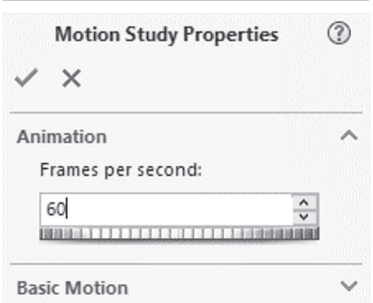 Motion Study Properties
Animation
Frames per second:
60
Basic Motion